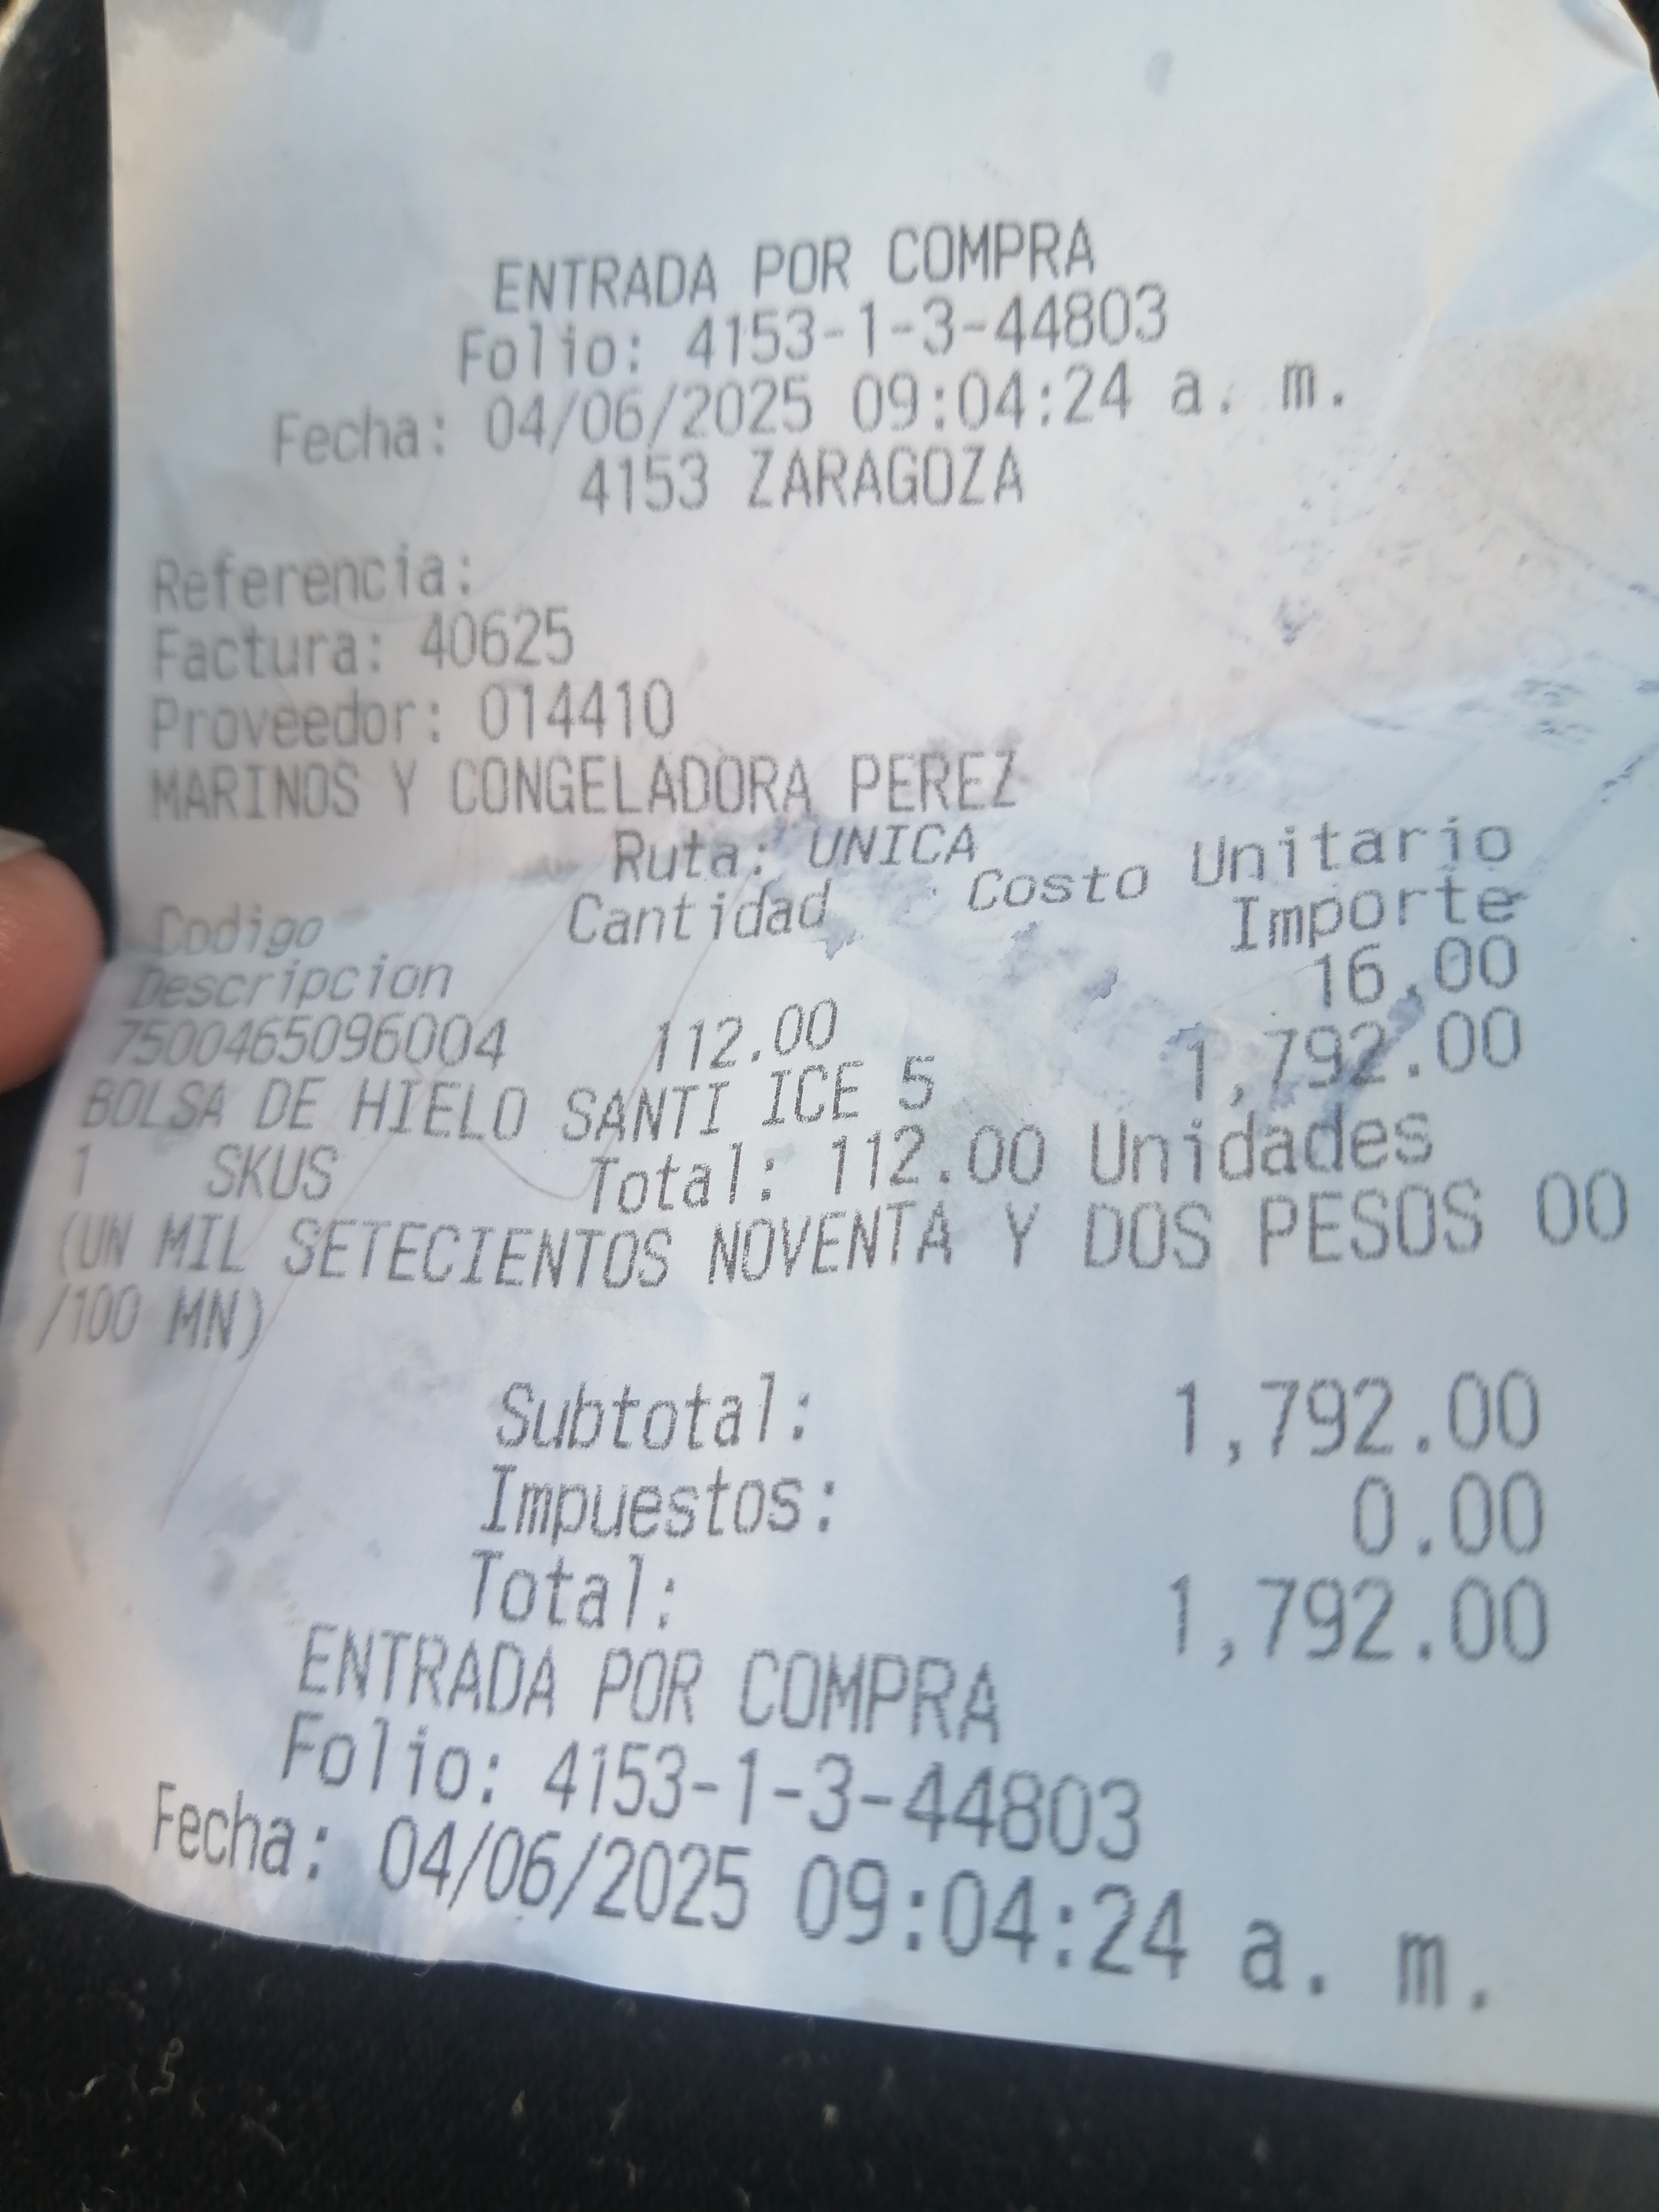 ENTRADA POR COMPRA
Folio: 4153-1-3-44803
Fecha: 04/06/2025 09:04:24 a. m.
4153 ZARAGOZA
Referencia:
Factura: 40625
Proveedor: 014410
MARINOS Y CONGELADORA PEREZ
Ruta: UNICA
Codigo Cantidad Costo Unitario
Descripcion Importe
7500465096004 112.00 16.00
BOLSA DE HIELO SANTI ICE 5 1,792.00
1 SKUS Total: 112.00 Unidades
(UN MIL SETECIENTOS NOVENTA Y DOS PESOS 00
/100 MN)
Subtotal: 1,792.00
Impuestos: 0.00
Total: 1,792.00
ENTRADA POR COMPRA
Folio: 4153-1-3-44803
Fecha: 04/06/2025 09:04:24 a. m.